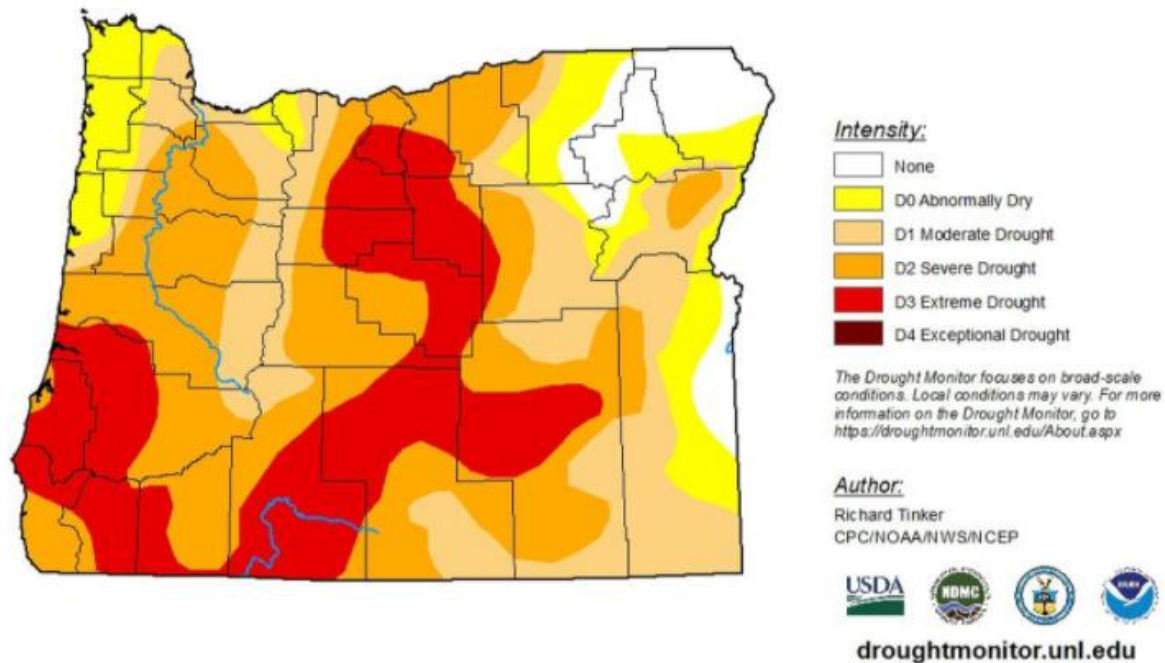 Intensity:
None
D0 Abnormally Dry
D1 Moderate Drought
D2 Severe Drought
D3 Extreme Drought
D4 Exceptional Drought
The Drought Monitor focuses on broad-scale
conditions. Local conditions may vary. For more
information on the Drought Monitor, go to
https://droughtmonitor.unl.edu/About.aspx
Author:
Richard Tinker
CPC/NOAA/NWS/NCEP
USDA
NDMC
droughtmonitor.unl.edu